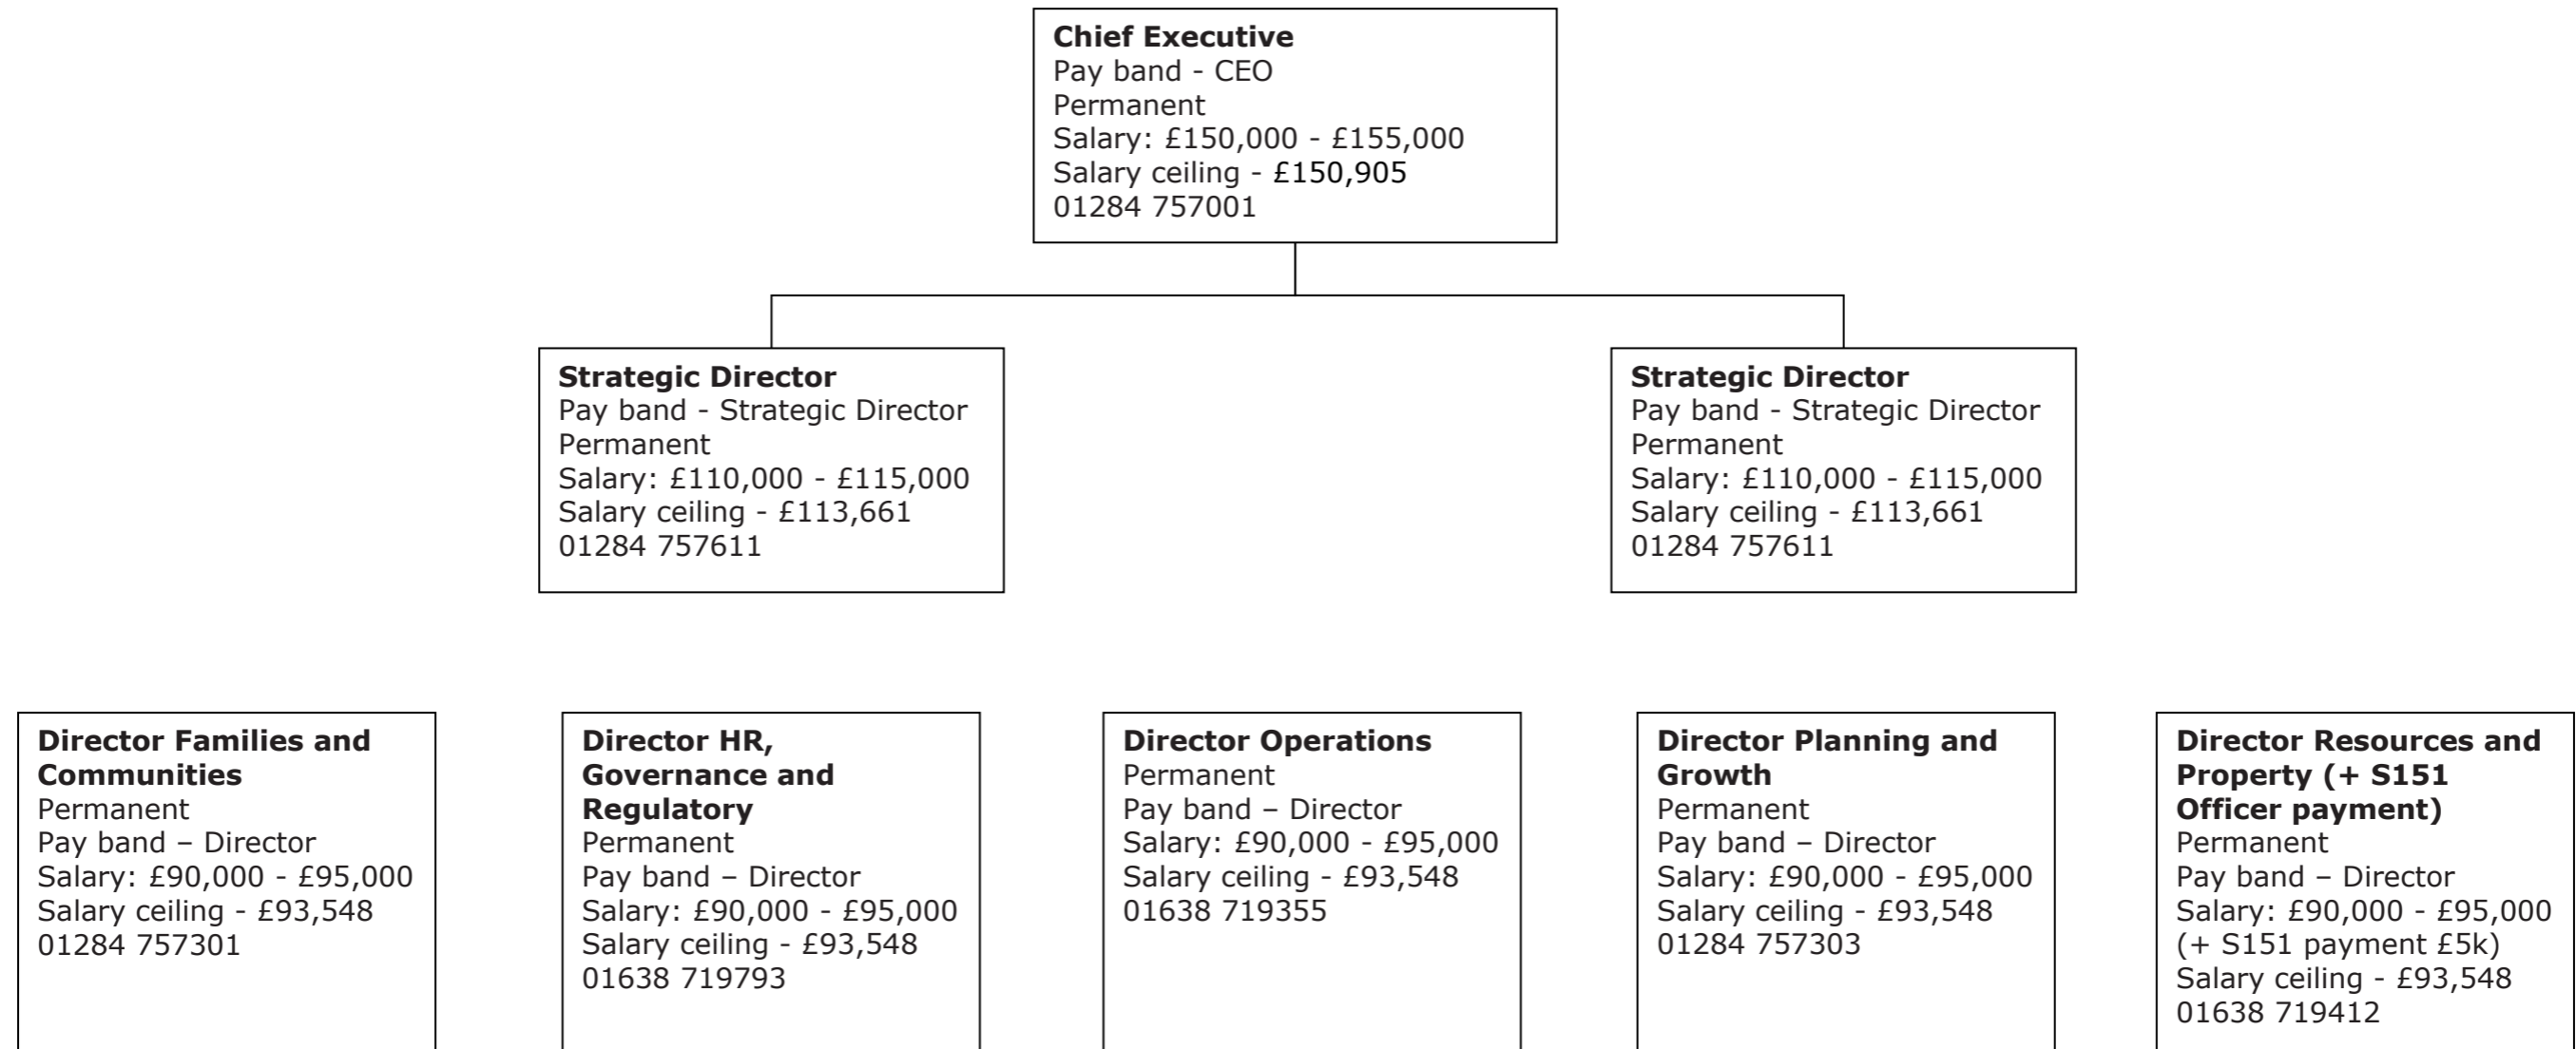 Chief Executive
Pay band - CEO
Permanent
Salary: £150,000 - £155,000
Salary ceiling - £150,905
01284 757001
Strategic Director
Pay band - Strategic Director
Permanent
Salary: £110,000 - £115,000
Salary ceiling - £113,661
01284 757611
Strategic Director
Pay band - Strategic Director
Permanent
Salary: £110,000 - £115,000
Salary ceiling - £113,661
01284 757611
Director Families and
Communities
Permanent
Pay band – Director
Salary: £90,000 - £95,000
Salary ceiling - £93,548
01284 757301
Director HR,
Governance and
Regulatory
Permanent
Pay band – Director
Salary: £90,000 - £95,000
Salary ceiling - £93,548
01638 719793
Director Operations
Permanent
Pay band – Director
Salary: £90,000 - £95,000
Salary ceiling - £93,548
01638 719355
Director Planning and
Growth
Permanent
Pay band – Director
Salary: £90,000 - £95,000
Salary ceiling - £93,548
01284 757303
Director Resources and
Property (+ S151
Officer payment)
Permanent
Pay band – Director
Salary: £90,000 - £95,000
(+ S151 payment £5k)
Salary ceiling - £93,548
01638 719412